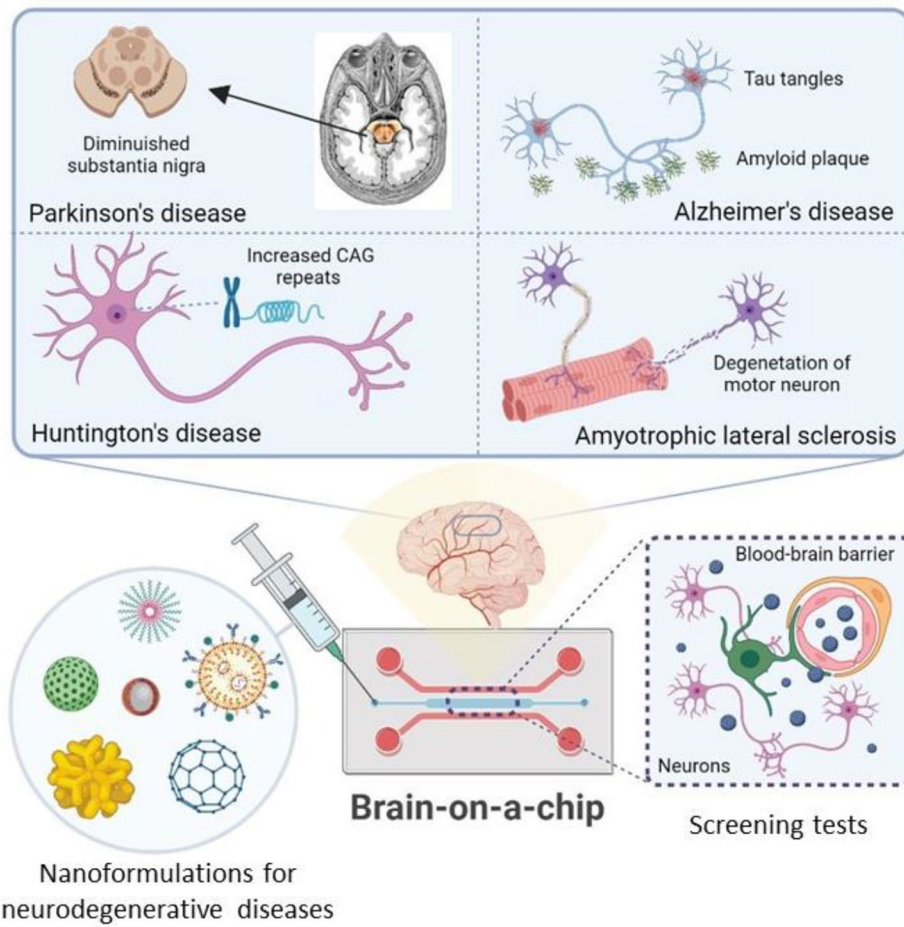 Diminuished
substantia nigra
Parkinson's disease
Tau tangles
Amyloid plaque
Alzheimer's disease
Increased CAG
repeats
Huntington's disease
Degenetation of
motor neuron
Amyotrophic lateral sclerosis
Blood-brain barrier
Neurons
Brain-on-a-chip
Screening tests
Nanoformulations for
neurodegenerative diseases